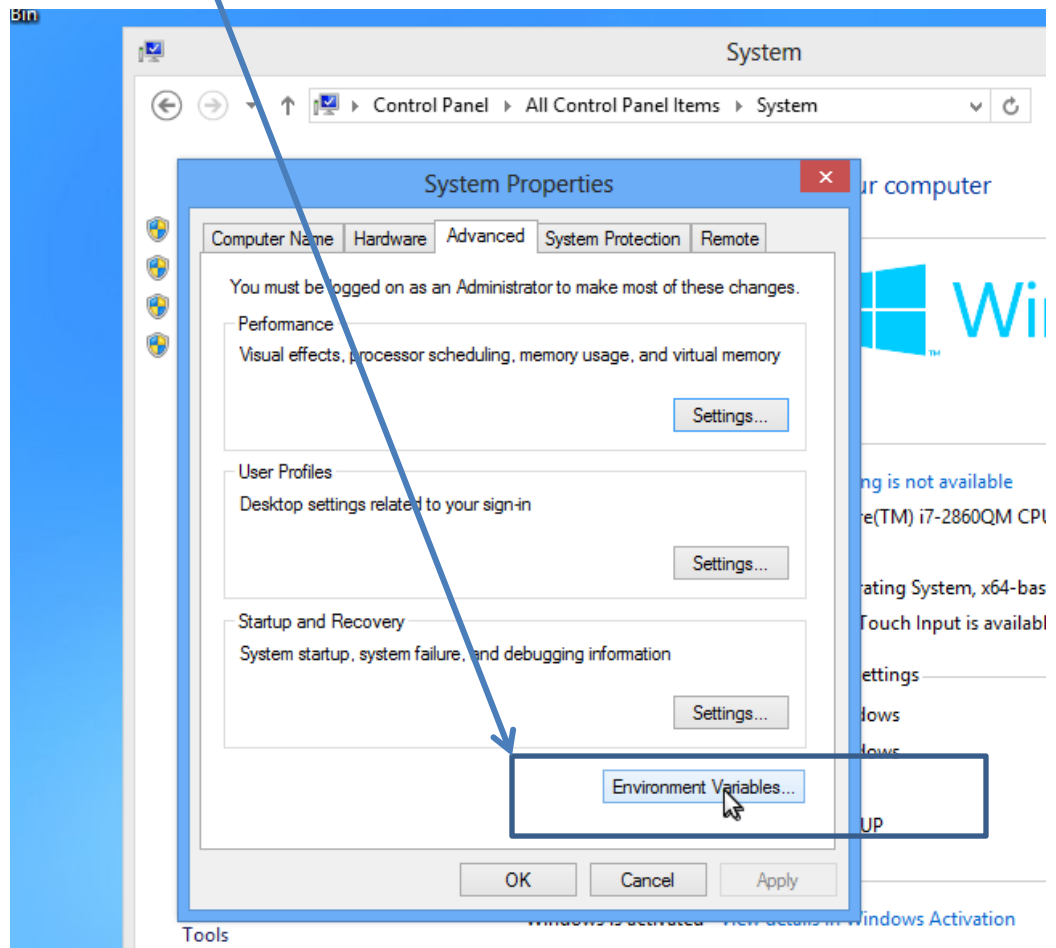 Bin
System
Control Panel All Control Panel Items System
System Properties
ur computer
Computer Name Hardware Advanced System Protection Remote
You must be logged on as an Administrator to make most of these changes.
Performance
Visual effects, processor scheduling, memory usage, and virtual memory
Settings...
User Profiles
Desktop settings related to your sign-in
Settings...
Startup and Recovery
System startup, system failure, and debugging information
Settings...
Environment Variables...
OK Cancel Apply
Win
TM
ng is not available
re(TM) i7-2860QM CPU
rating System, x64-bas
Touch Input is availabl
ettings
dows
dows
UP
Windows is activated View details in Windows Activation
Tools